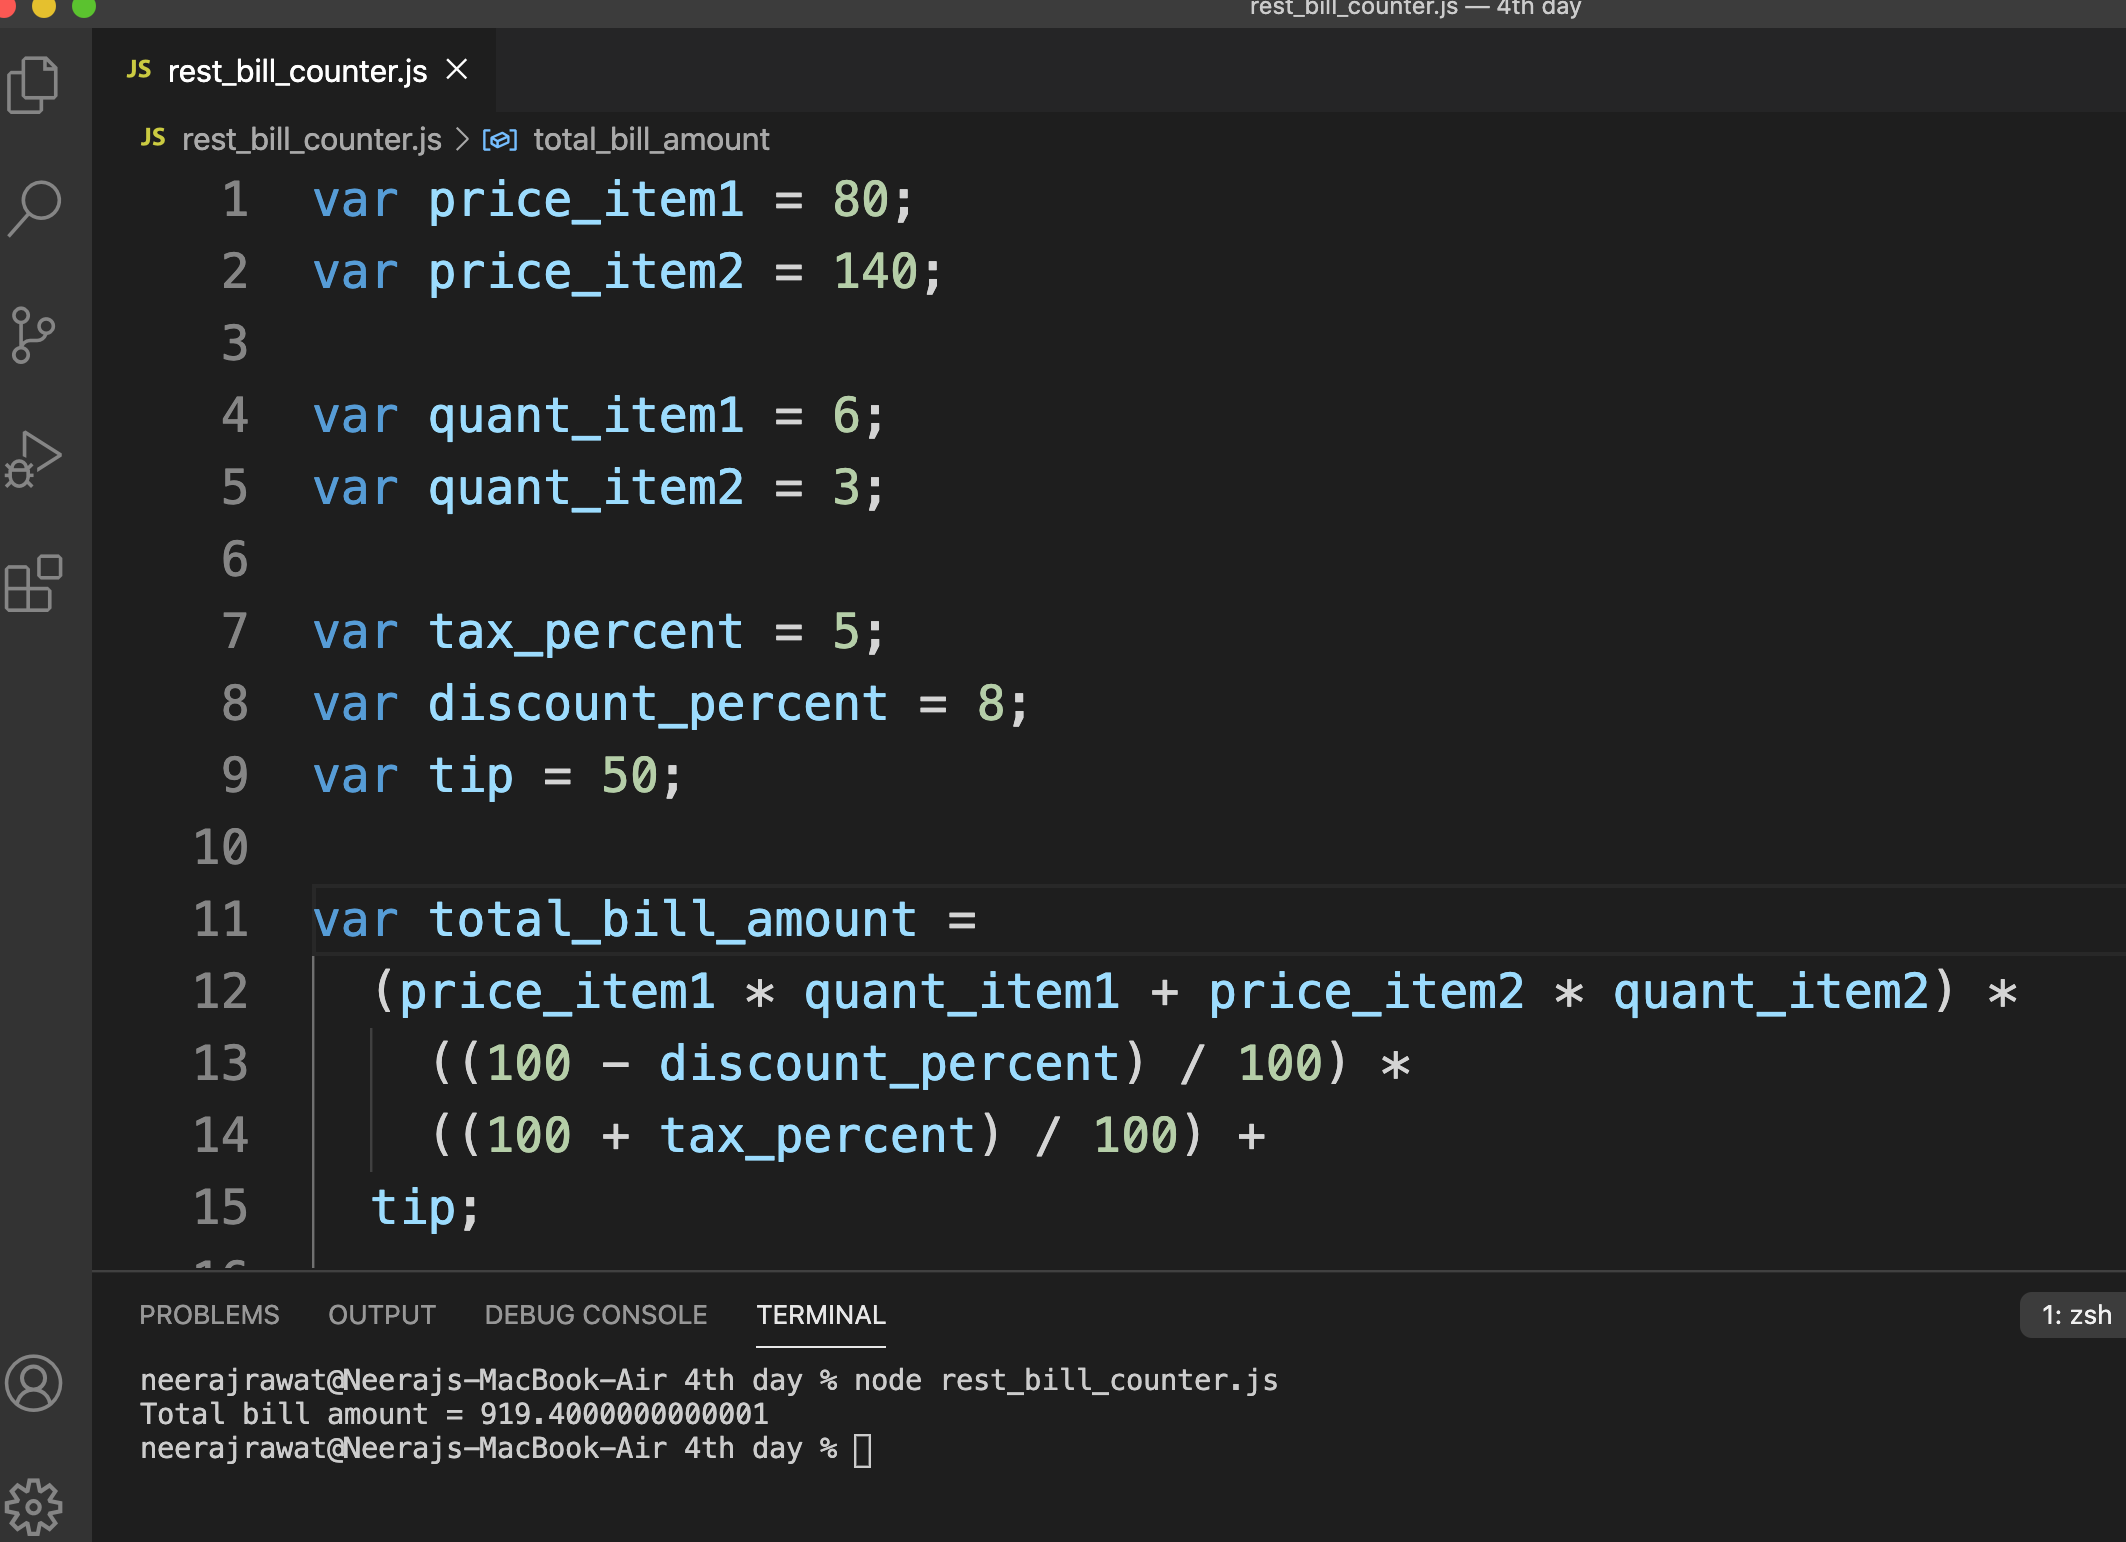 rest_bill_counter.js — 4th day
JS rest_bill_counter.js
JS rest_bill_counter.js > total_bill_amount
1 var price_item1 = 80;
2 var price_item2 = 140;
3
4 var quant_item1 = 6;
5 var quant_item2 = 3;
6
7 var tax_percent = 5;
8 var discount_percent = 8;
9 var tip = 50;
10
11 var total_bill_amount =
12 (price_item1 * quant_item1 + price_item2 * quant_item2) *
13 ((100 - discount_percent) / 100) *
14 ((100 + tax_percent) / 100) +
15 tip;
16
PROBLEMS OUTPUT DEBUG CONSOLE TERMINAL 1: zsh
neerajrawat@Neerajs-MacBook-Air 4th day % node rest_bill_counter.js
Total bill amount = 919.4000000000001
neerajrawat@Neerajs-MacBook-Air 4th day %